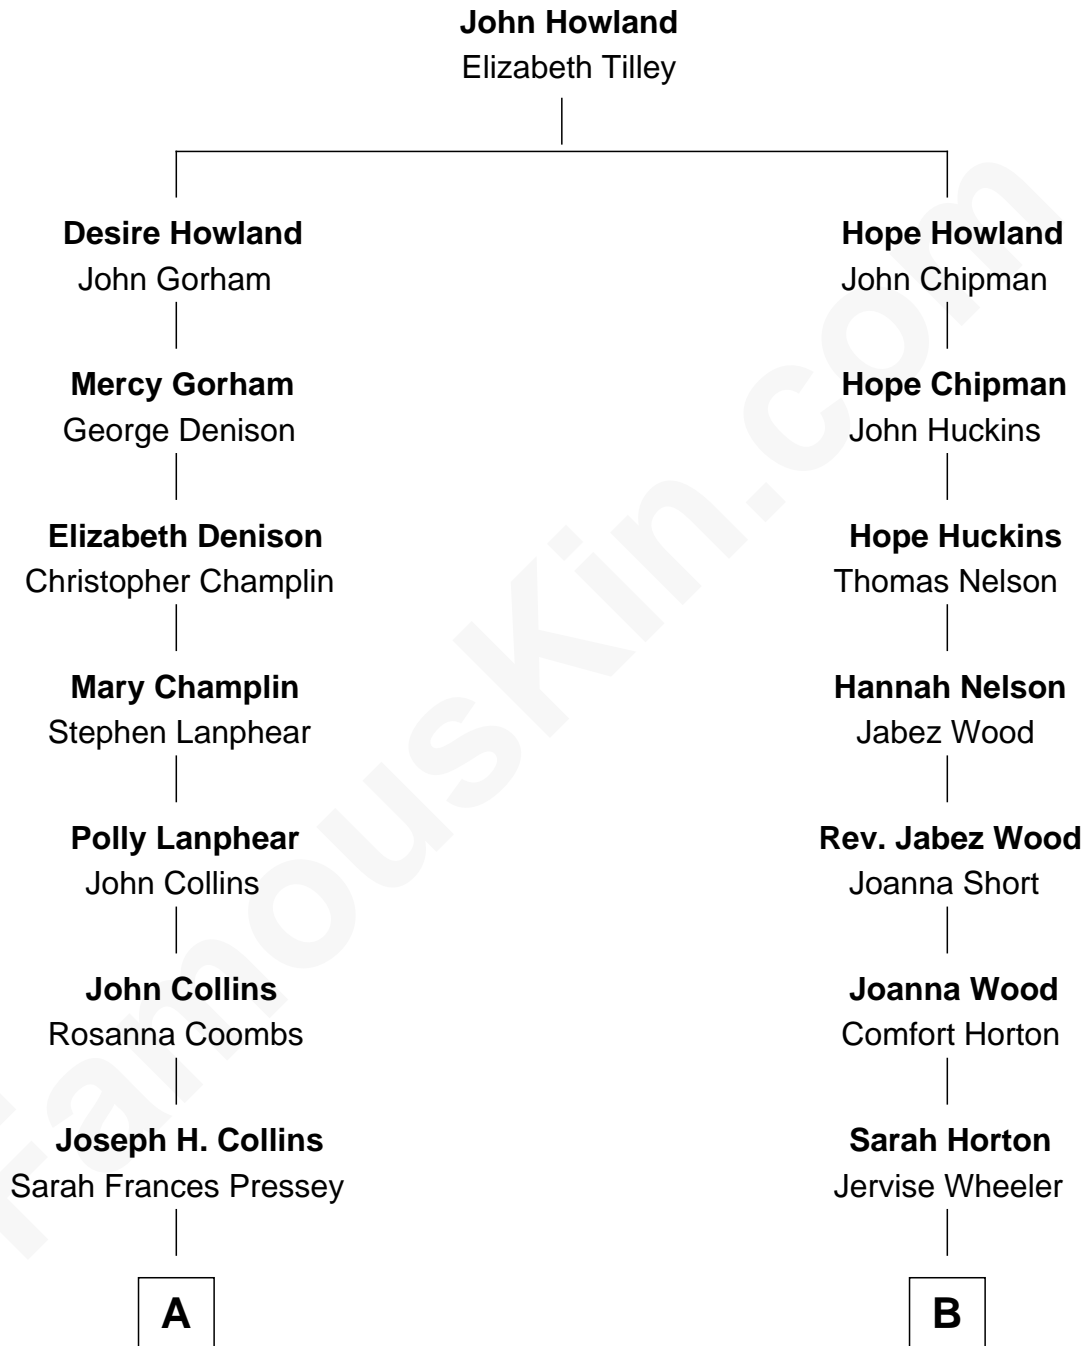 John Howland
Elizabeth Tilley
Desire Howland
John Gorham
Hope Howland
John Chipman
Mercy Gorham
George Denison
Hope Chipman
John Huckins
Elizabeth Denison
Christopher Champlin
Hope Huckins
Thomas Nelson
Mary Champlin
Stephen Lanphear
Hannah Nelson
Jabez Wood
Polly Lanphear
John Collins
Rev. Jabez Wood
Joanna Short
John Collins
Rosanna Coombs
Joanna Wood
Comfort Horton
Joseph H. Collins
Sarah Frances Pressey
Sarah Horton
Jervise Wheeler
A
B
FamousKin.com